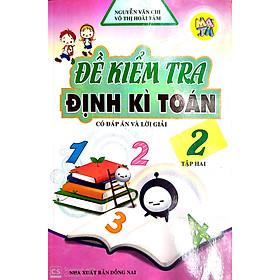 NGUYỄN VĂN CHI
VÕ THỊ HOÀI TÂM
ĐỀ KIỂM TRA
ĐỊNH KÌ TOÁN
CÓ ĐÁP ÁN VÀ LỜI GIẢI
2
TẬP HAI
1 2
3
CS
NHÀ XUẤT BẢN ĐỒNG NAI